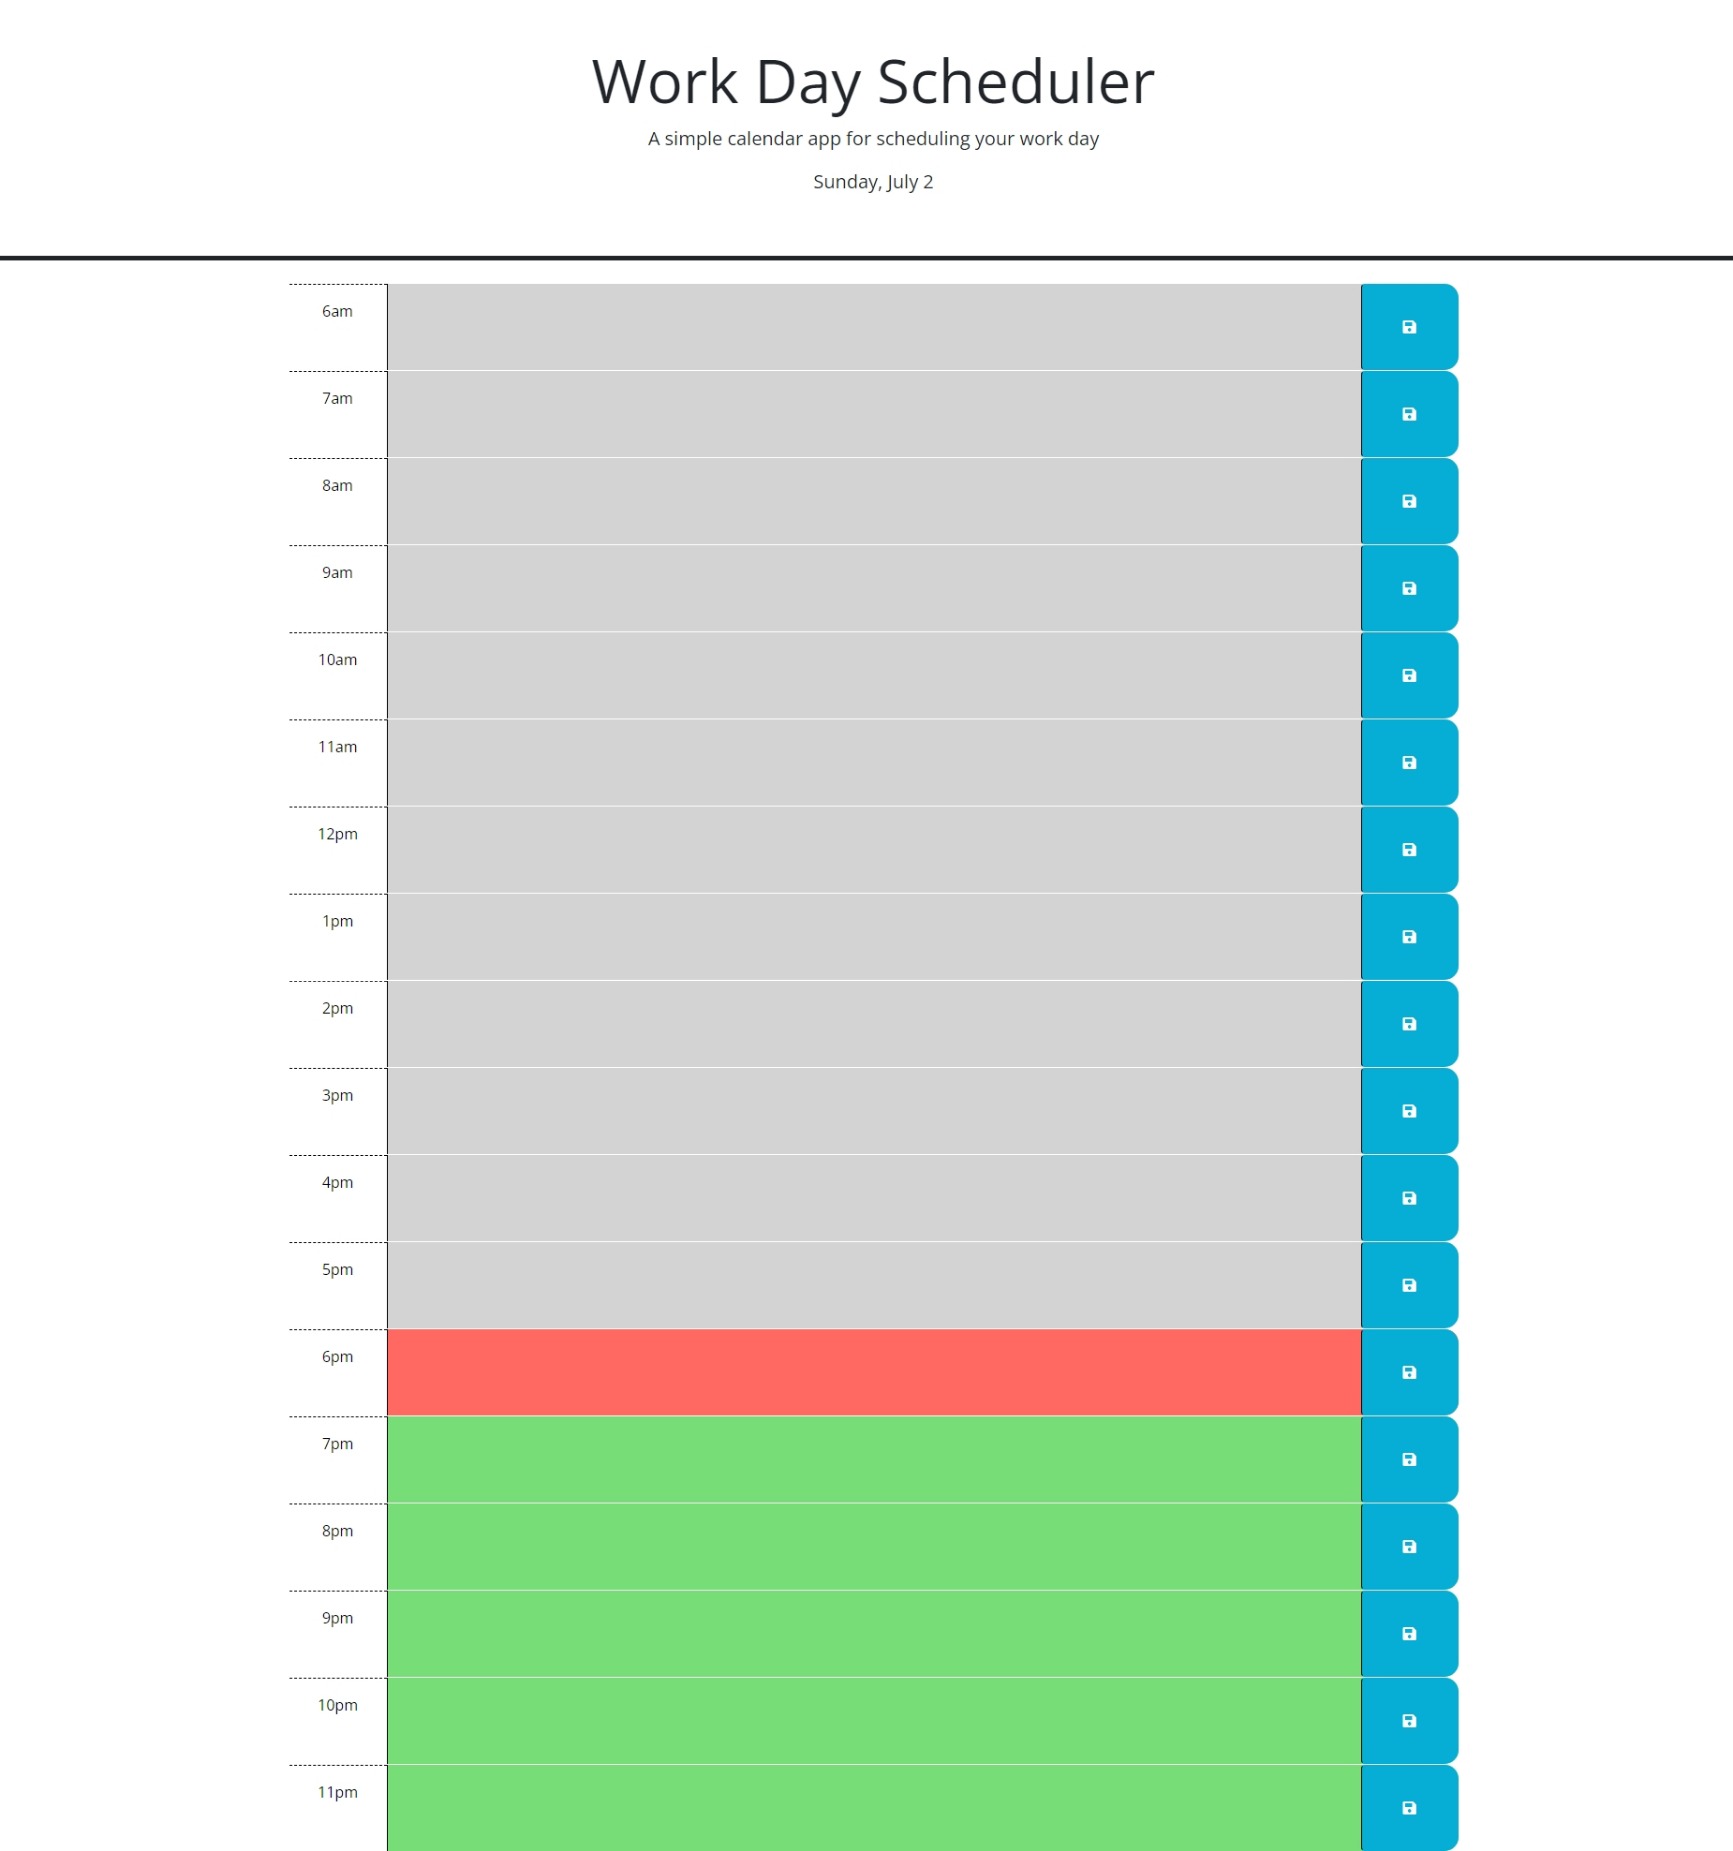 Work Day Scheduler
A simple calendar app for scheduling your work day
Sunday, July 2
6am
7am
8am
9am
10am
11am
12pm
1pm
2pm
3pm
4pm
5pm
6pm
7pm
8pm
9pm
10pm
11pm